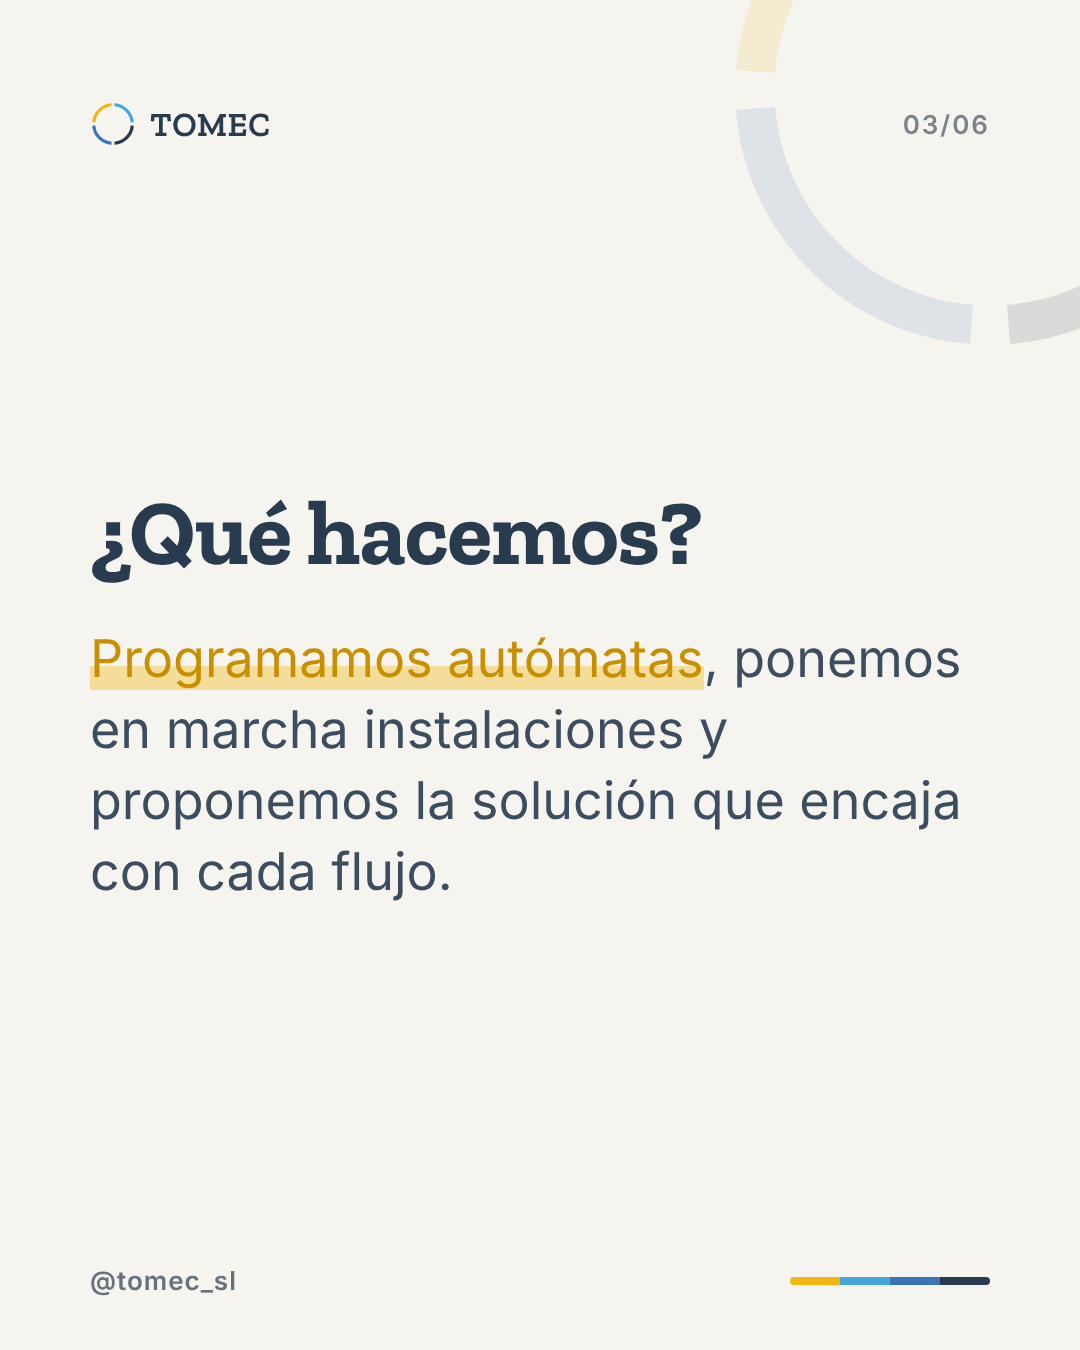 TOMEC
03/06
¿Qué hacemos?
Programamos autómatas, ponemos
en marcha instalaciones y
proponemos la solución que encaja
con cada flujo.
@tomec_sl